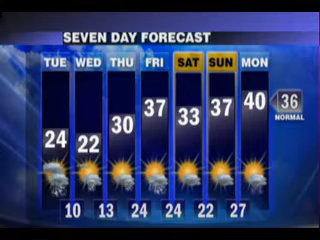 SEVEN DAY FORECAST
TUE WED THU FRI SAT SUN MON
24 22 30 37 33 37 40 36
NORMAL
10 13 24 24 22 27